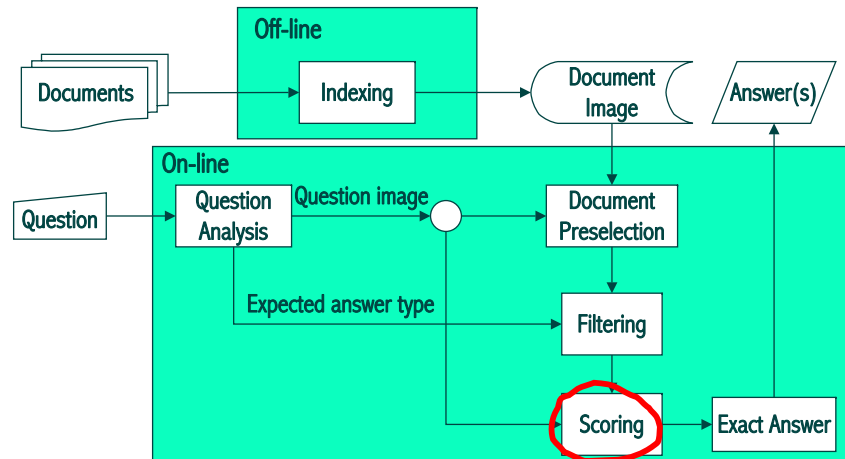 Off-line
Documents
Indexing
Document
Image
Answer(s)
On-line
Question
Question
Analysis
Question image
Document
Preselection
Expected answer type
Filtering
Scoring
Exact Answer